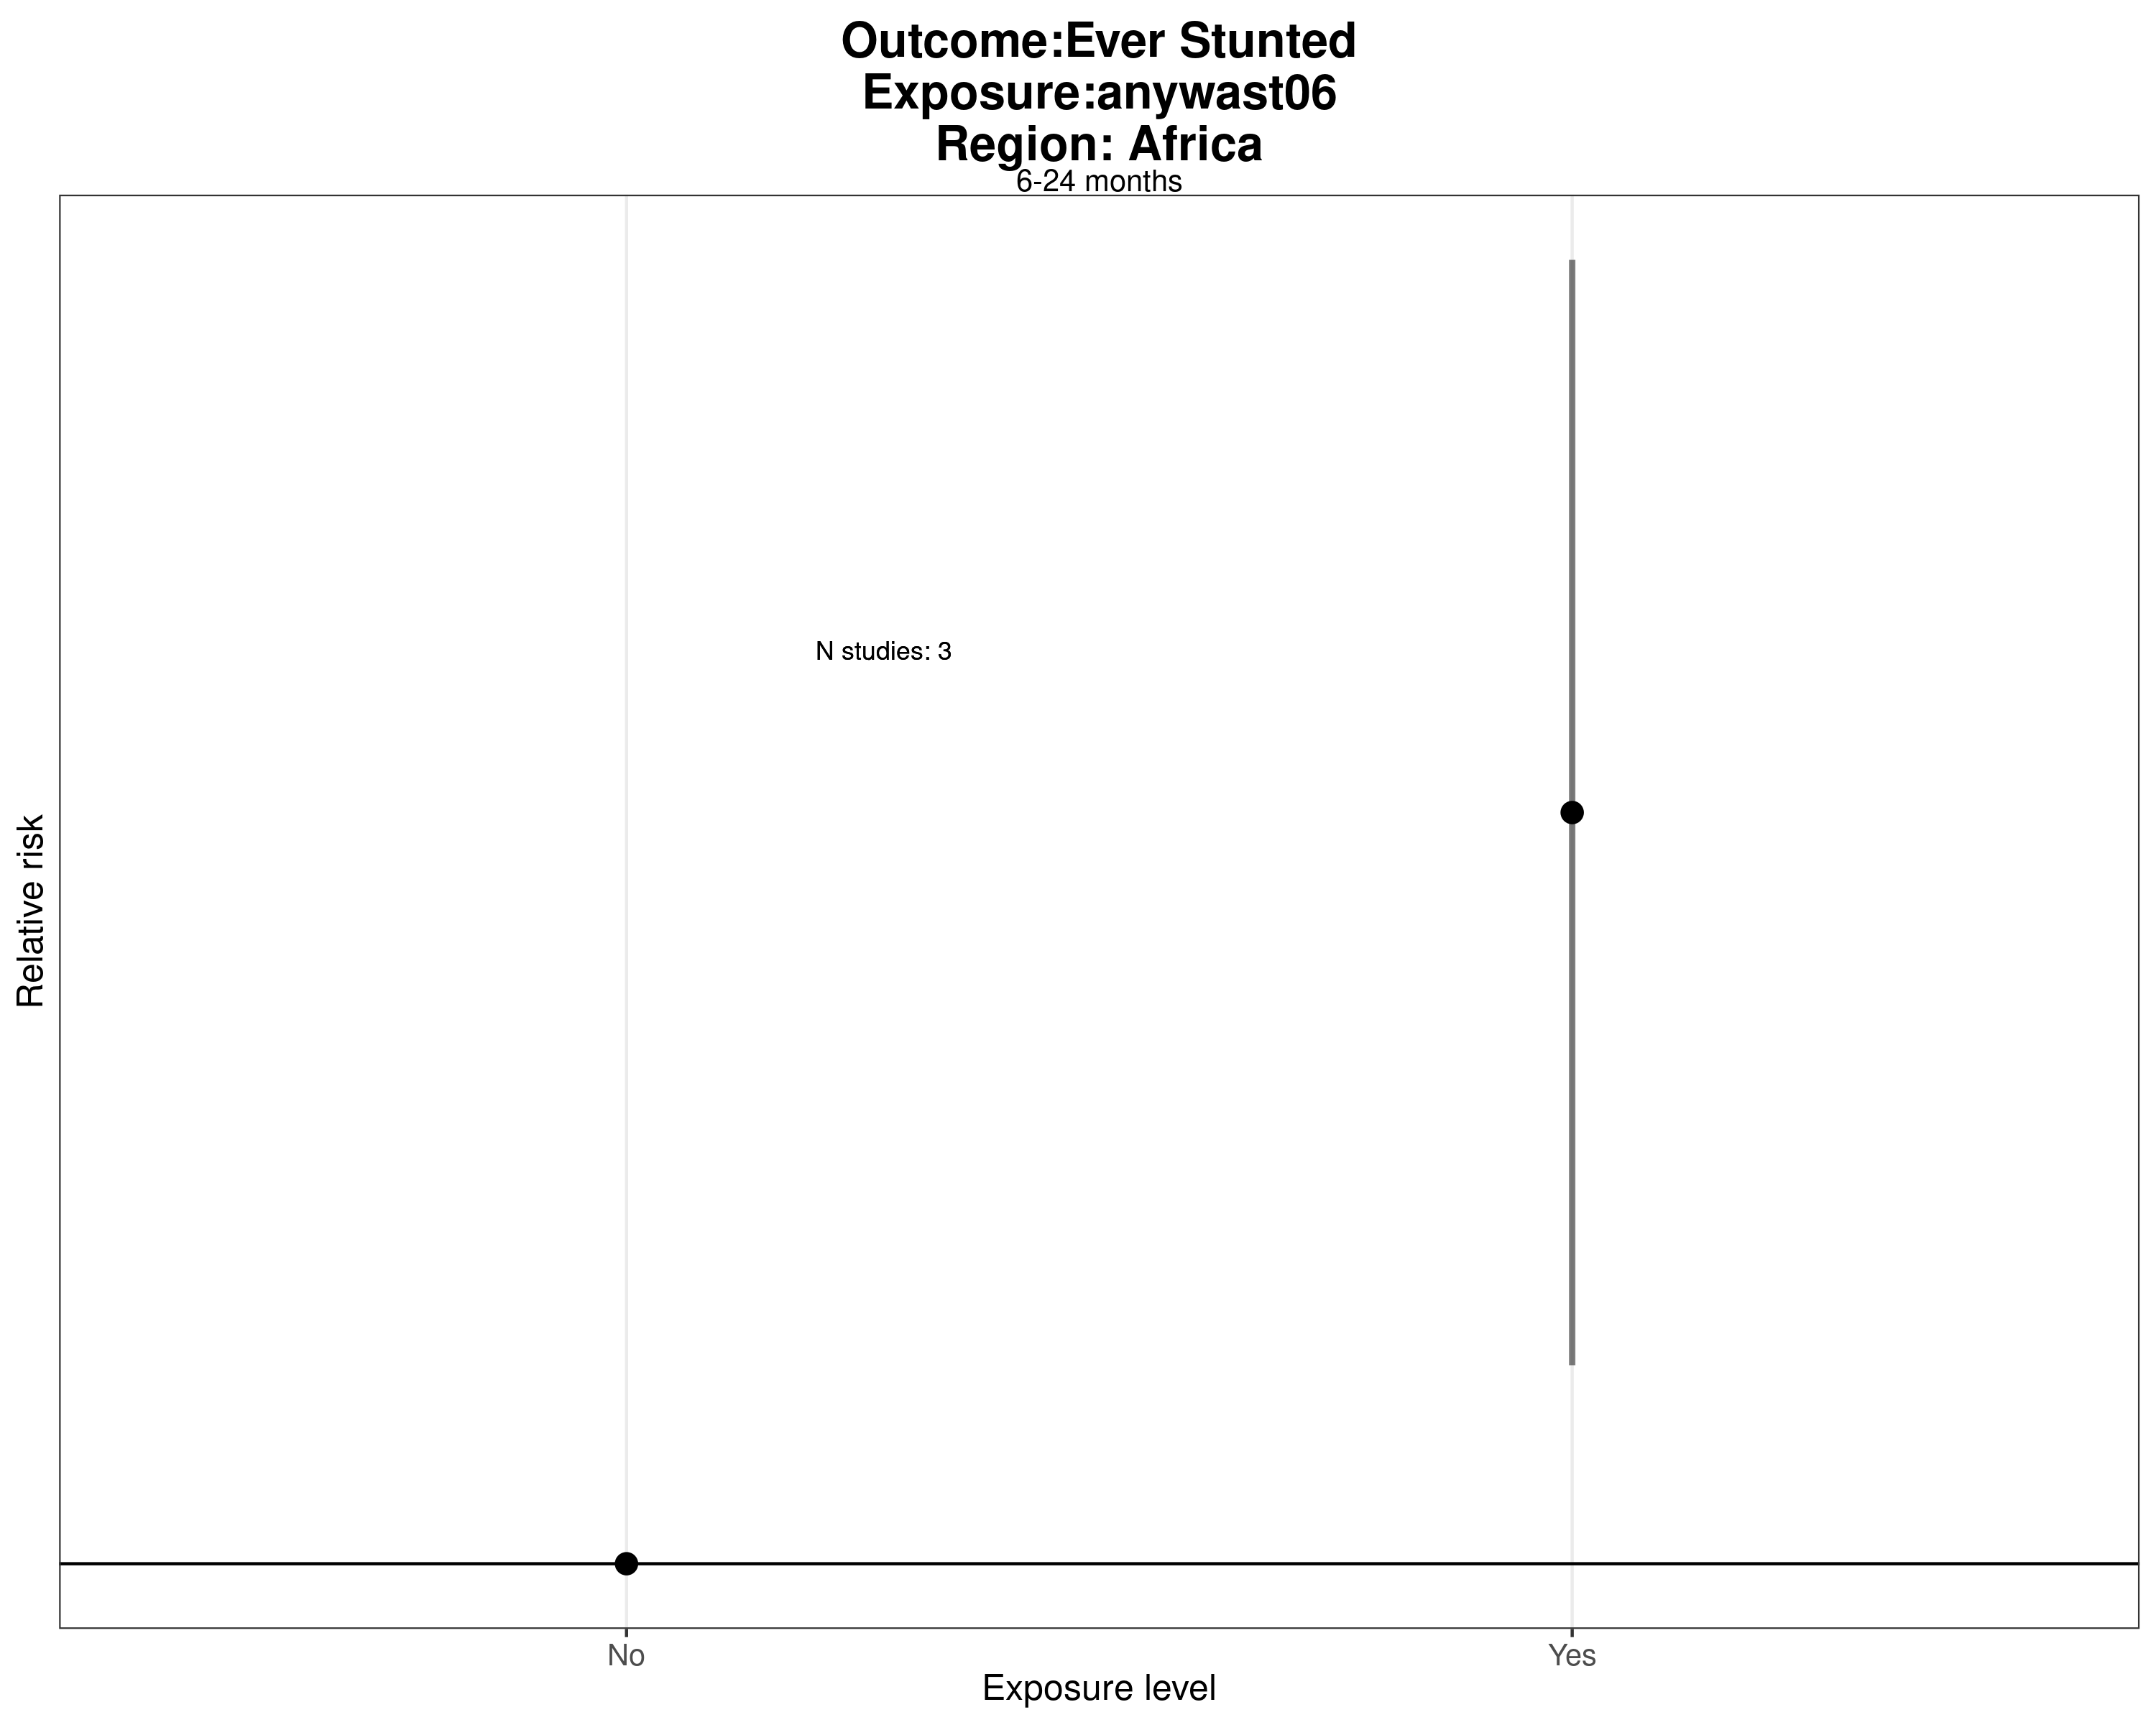 Outcome:Ever Stunted
Exposure:anywast06
Region: Africa
6-24 months
N studies: 3
Relative risk
No
Yes
Exposure level